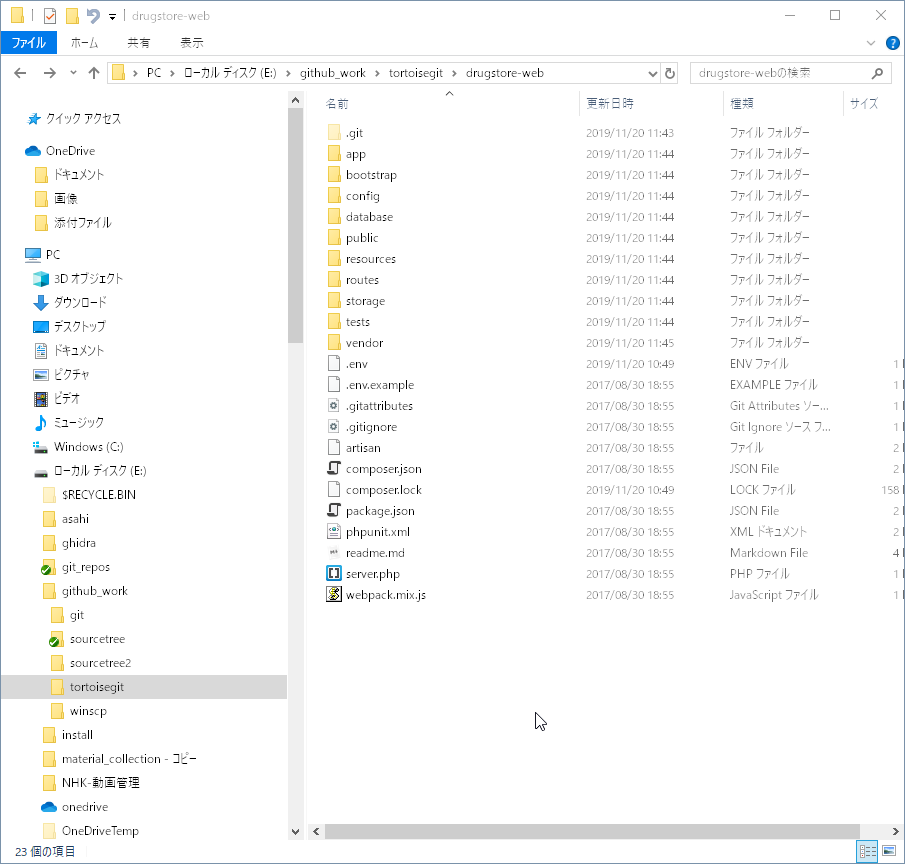 drugstore-web
ファイル ホーム 共有 表示
PC ローカル ディスク (E:) github_work tortoisegit drugstore-web drugstore-webの検索
クイック アクセス
OneDrive
ドキュメント
画像
添付ファイル
PC
3D オブジェクト
ダウンロード
デスクトップ
ドキュメント
ピクチャ
ビデオ
ミュージック
Windows (C:)
ローカル ディスク (E:)
$RECYCLE.BIN
asahi
ghidra
git_repos
github_work
git
sourcetree
sourcetree2
tortoisegit
winscp
install
material_collection - コピー
NHK-動画管理
onedrive
OneDriveTemp
名前 更新日時 種類 サイズ
.git 2019/11/20 11:43 ファイル フォルダー
app 2019/11/20 11:44 ファイル フォルダー
bootstrap 2019/11/20 11:44 ファイル フォルダー
config 2019/11/20 11:44 ファイル フォルダー
database 2019/11/20 11:44 ファイル フォルダー
public 2019/11/20 11:44 ファイル フォルダー
resources 2019/11/20 11:44 ファイル フォルダー
routes 2019/11/20 11:44 ファイル フォルダー
storage 2019/11/20 11:44 ファイル フォルダー
tests 2019/11/20 11:44 ファイル フォルダー
vendor 2019/11/20 11:45 ファイル フォルダー
.env 2019/11/20 10:49 ENV ファイル 1
.env.example 2017/08/30 18:55 EXAMPLE ファイル 1
.gitattributes 2017/08/30 18:55 Git Attributes ソー... 1
.gitignore 2017/08/30 18:55 Git Ignore ソース フ... 1
artisan 2017/08/30 18:55 ファイル 2
composer.json 2017/08/30 18:55 JSON File 2
composer.lock 2019/11/20 10:49 LOCK ファイル 158
package.json 2017/08/30 18:55 JSON File 2
phpunit.xml 2017/08/30 18:55 XML ドキュメント 2
readme.md 2017/08/30 18:55 Markdown File 4
server.php 2017/08/30 18:55 PHP ファイル 1
webpack.mix.js 2017/08/30 18:55 JavaScript ファイル 1
23 個の項目